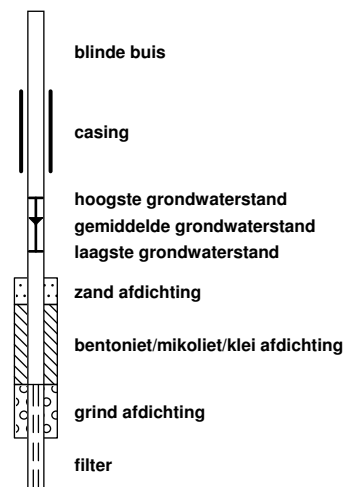 blinde buis
casing
hoogste grondwaterstand
gemiddelde grondwaterstand
laagste grondwaterstand
zand afdichting
bentoniet/mikoliet/klei afdichting
grind afdichting
filter